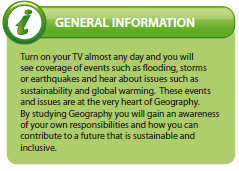 i GENERAL INFORMATION
Turn on your TV almost any day and you will
see coverage of events such as flooding, storms
or earthquakes and hear about issues such as
sustainability and global warming. These events
and issues are at the very heart of Geography.
By studying Geography you will gain an awareness
of your own responsibilities and how you can
contribute to a future that is sustainable and
inclusive.